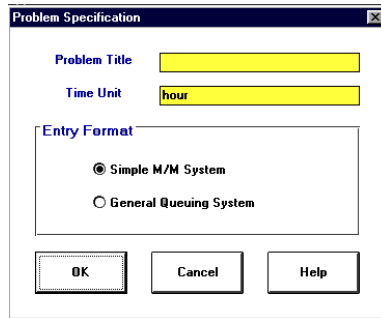 Problem Specification
Problem Title
Time Unit hour
Entry Format
Simple M/M System
General Queuing System
OK Cancel Help